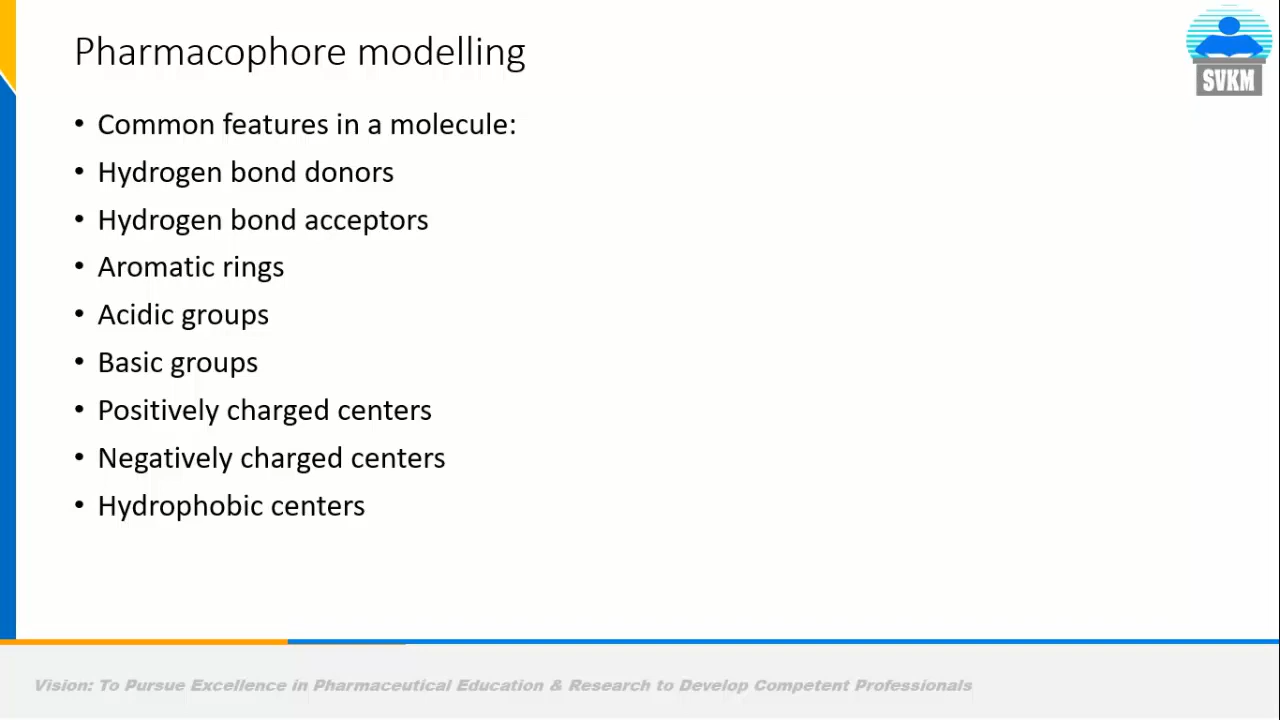 Pharmacophore modelling
SVKM
• Common features in a molecule:
• Hydrogen bond donors
• Hydrogen bond acceptors
• Aromatic rings
• Acidic groups
• Basic groups
• Positively charged centers
• Negatively charged centers
• Hydrophobic centers
Vision: To Pursue Excellence in Pharmaceutical Education & Research to Develop Competent Professionals